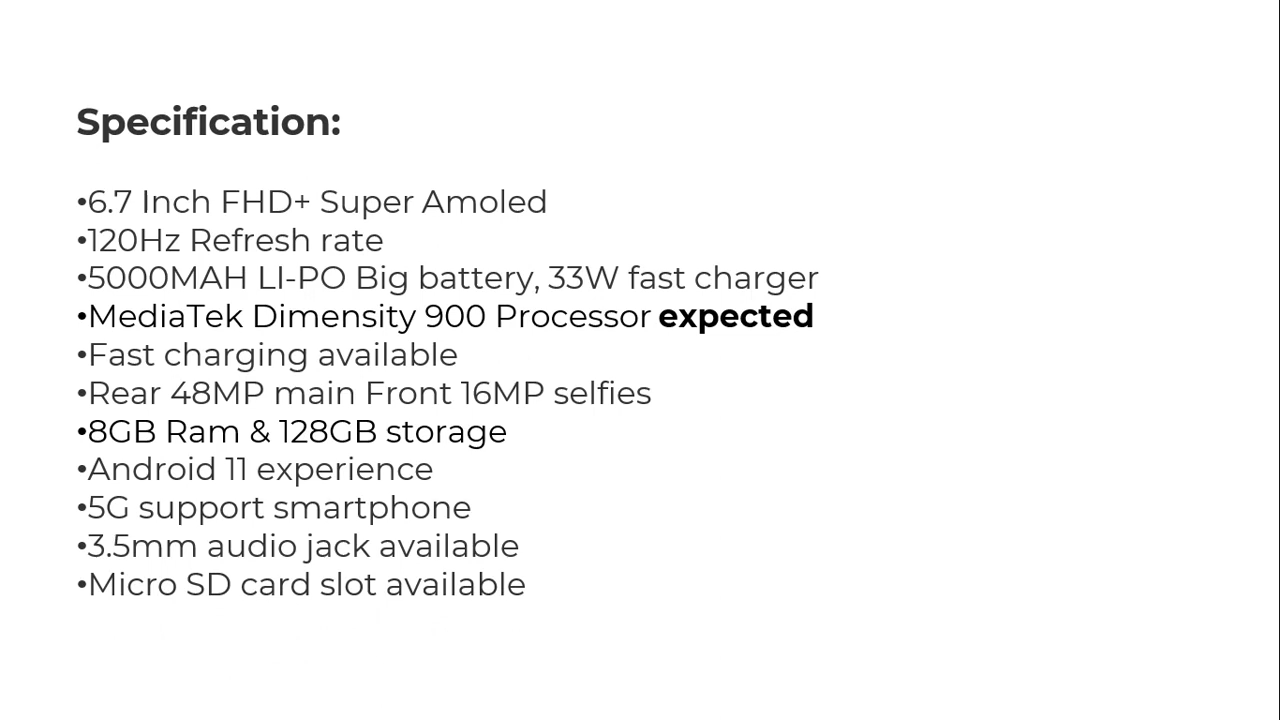 Specification:
•6.7 Inch FHD+ Super Amoled
•120Hz Refresh rate
•5000MAH LI-PO Big battery, 33W fast charger
•MediaTek Dimensity 900 Processor expected
•Fast charging available
•Rear 48MP main Front 16MP selfies
•8GB Ram & 128GB storage
•Android 11 experience
•5G support smartphone
•3.5mm audio jack available
•Micro SD card slot available